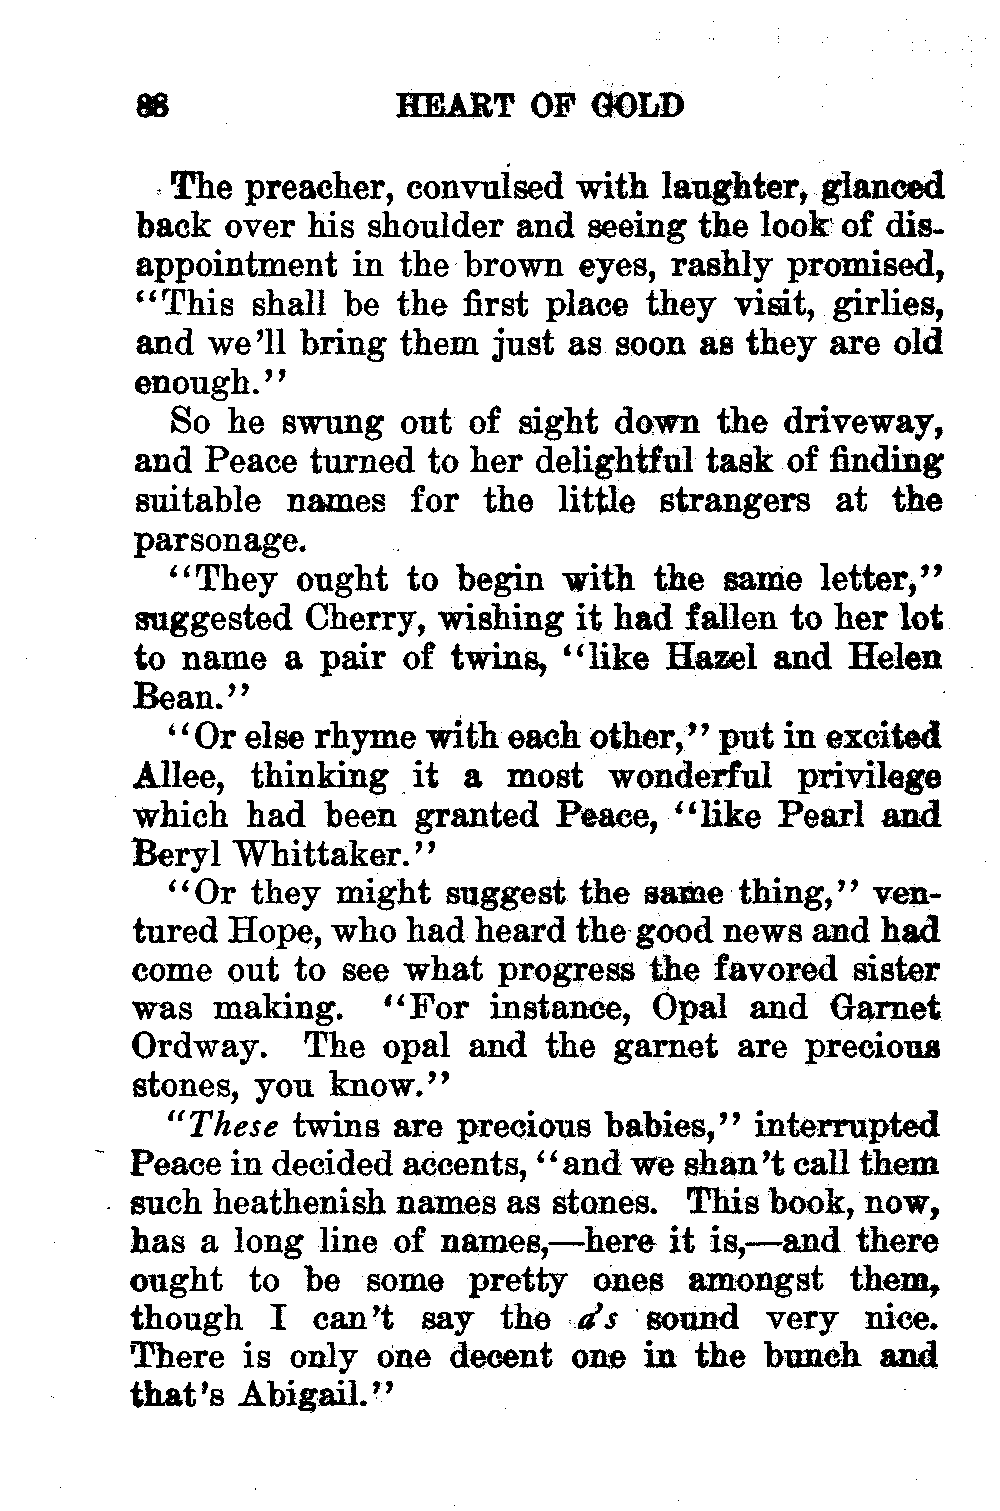 88 HEART OF GOLD
The preacher, convulsed with laughter, glanced
back over his shoulder and seeing the look of dis-
appointment in the brown eyes, rashly promised,
“This shall be the first place they visit, girlies,
and we’ll bring them just as soon as they are old
enough.”
So he swung out of sight down the driveway,
and Peace turned to her delightful task of finding
suitable names for the little strangers at the
parsonage.
“They ought to begin with the same letter,”
suggested Cherry, wishing it had fallen to her lot
to name a pair of twins, “like Hazel and Helen
Bean.”
“Or else rhyme with each other,” put in excited
Allee, thinking it a most wonderful privilege
which had been granted Peace, “like Pearl and
Beryl Whittaker.”
“Or they might suggest the same thing,” ven-
tured Hope, who had heard the good news and had
come out to see what progress the favored sister
was making. “For instance, Opal and Garnet
Ordway. The opal and the garnet are precious
stones, you know.”
“These twins are precious babies,” interrupted
Peace in decided accents, “and we shan’t call them
such heathenish names as stones. This book, now,
has a long line of names,—here it is,—and there
ought to be some pretty ones amongst them,
though I can’t say the a’s sound very nice.
There is only one decent one in the bunch and
that’s Abigail.”